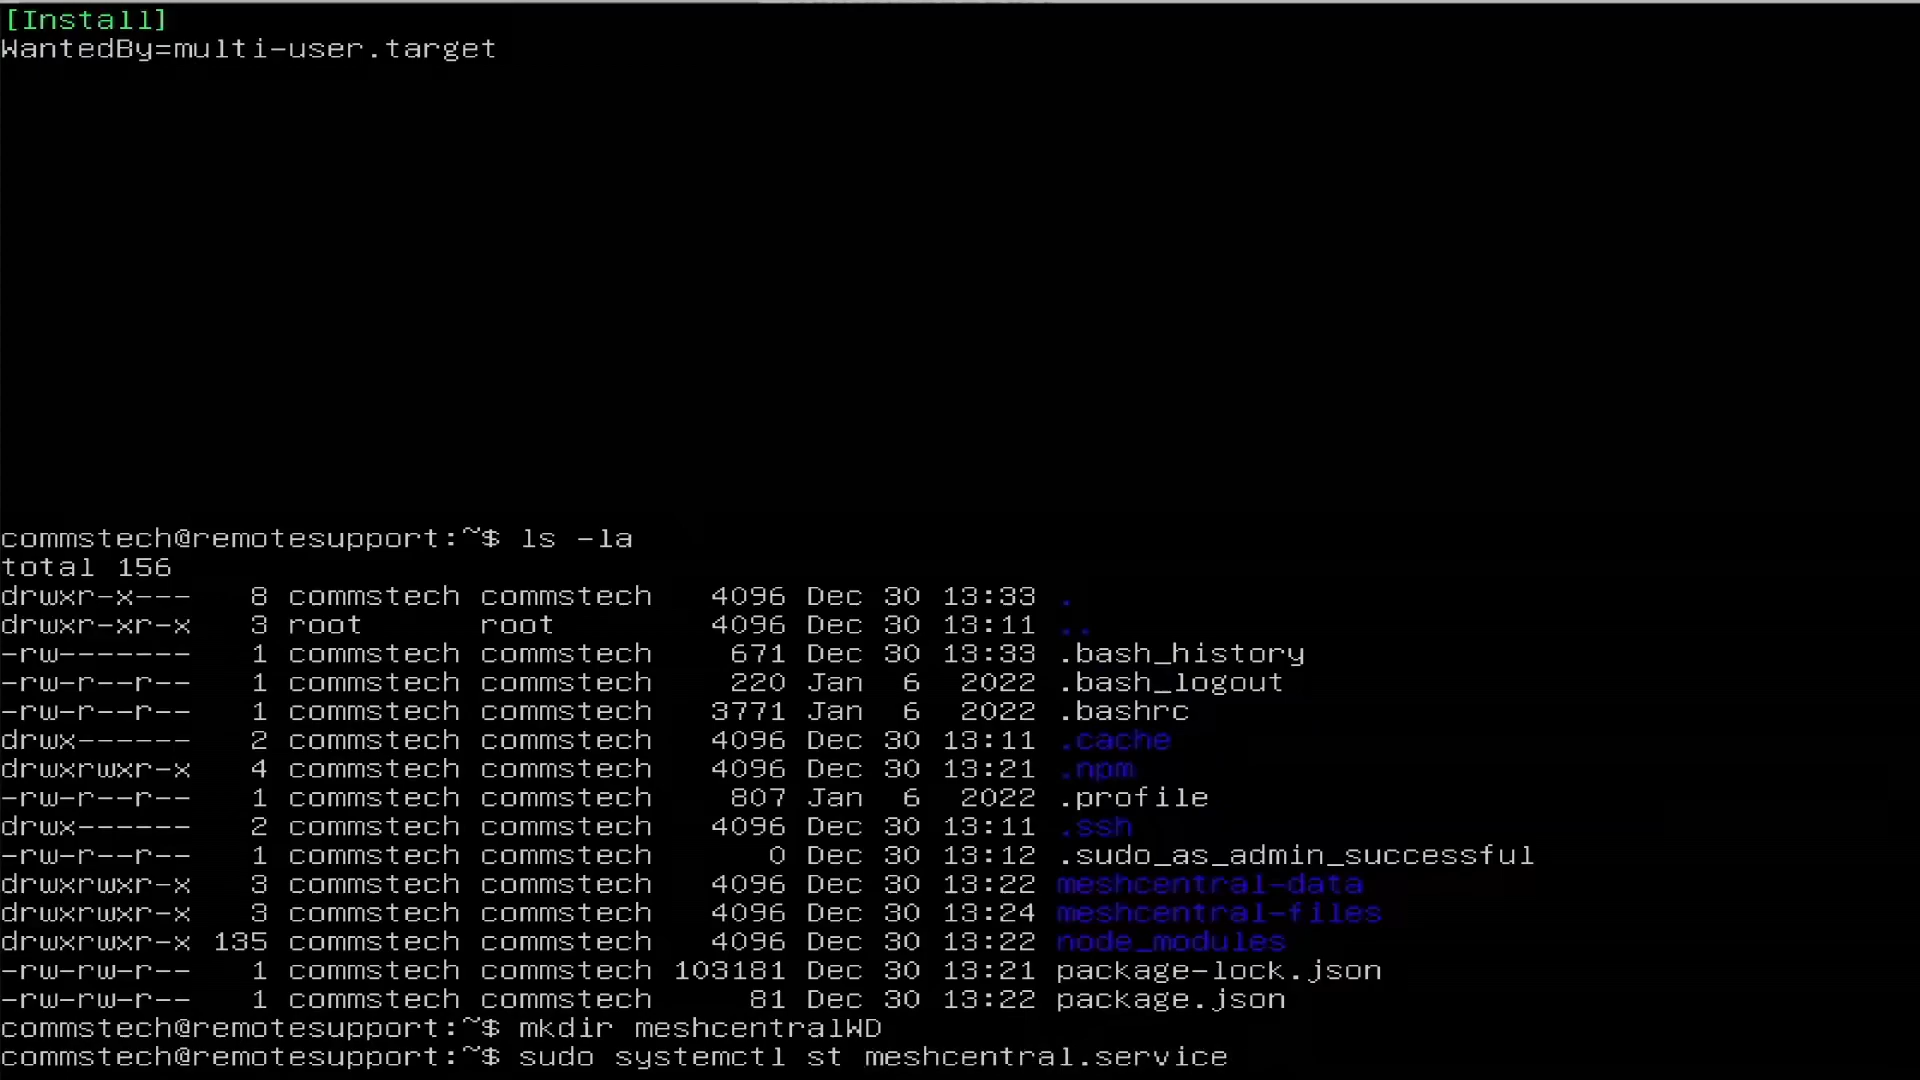 [Install]
WantedBy=multi-user.target
commstech@remotesupport:~$ ls -la
total 156
drwxr-x---   8 commstech commstech   4096 Dec 30 13:33 .
drwxr-xr-x   3 root      root        4096 Dec 30 13:11 ..
-rw-------   1 commstech commstech    671 Dec 30 13:33 .bash_history
-rw-r--r--   1 commstech commstech    220 Jan  6  2022 .bash_logout
-rw-r--r--   1 commstech commstech   3771 Jan  6  2022 .bashrc
drwx------   2 commstech commstech   4096 Dec 30 13:11 .cache
drwxrwxr-x   4 commstech commstech   4096 Dec 30 13:21 .npm
-rw-r--r--   1 commstech commstech    807 Jan  6  2022 .profile
drwx------   2 commstech commstech   4096 Dec 30 13:11 .ssh
-rw-r--r--   1 commstech commstech      0 Dec 30 13:12 .sudo_as_admin_successful
drwxrwxr-x   3 commstech commstech   4096 Dec 30 13:22 meshcentral-data
drwxrwxr-x   3 commstech commstech   4096 Dec 30 13:24 meshcentral-files
drwxrwxr-x 135 commstech commstech   4096 Dec 30 13:22 node_modules
-rw-rw-r--   1 commstech commstech 103181 Dec 30 13:21 package-lock.json
-rw-rw-r--   1 commstech commstech     81 Dec 30 13:22 package.json
commstech@remotesupport:~$ mkdir meshcentralWD
commstech@remotesupport:~$ sudo systemctl st meshcentral.service